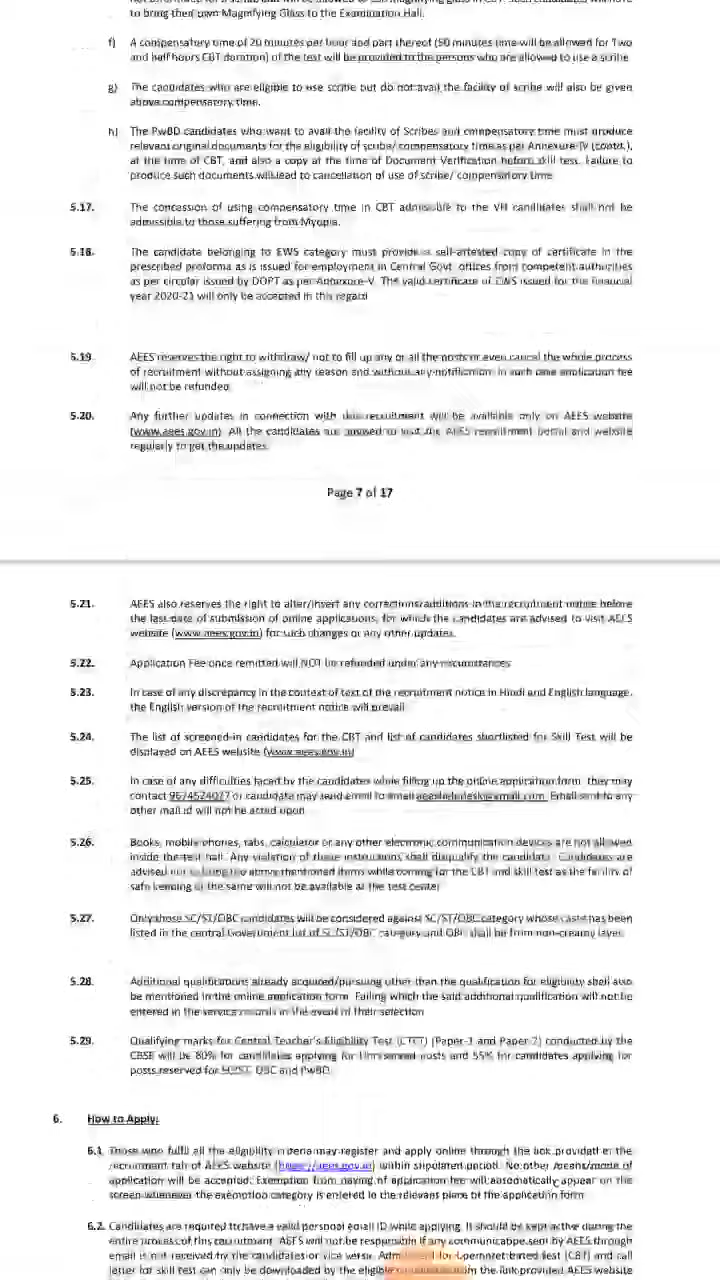 to bring their own Magnifying Glass to the Examination Hall.
f) A compensatory time of 20 minutes per hour and part thereof (50 minutes time will be allowed for Two
and half hours CBT duration) of the test will be provided to the persons who are allowed to use a scribe
g) The candidates who are eligible to use scribe but do not avail the facility of scribe will also be given
above compensatory time.
h) The PwBD candidates who want to avail the facility of Scribes and compensatory time must produce
relevant original documents for the eligibility of scribe/ compensatory time as per Annexure-IV (contd.),
at the time of CBT, and also a copy at the time of Document Verification before skill test. Failure to
produce such documents will lead to cancellation of use of scribe/ compensatory time
5.17. The concession of using compensatory time in CBT admissible to the VH candidates shall not be
admissible to those suffering from Myopia.
5.18. The candidate belonging to EWS category must provide a self-attested copy of certificate in the
prescribed proforma as is issued for employment in Central Govt offices from competent authorities
as per circular issued by DOPT as per Annexure-V. The valid certificate of EWS issued for the financial
year 2020-21 will only be accepted in this regard
5.19 AEES reserves the right to withdraw/ not to fill up any or all the posts or even cancel the whole process
of recruitment without assigning any reason and without any notification. In such case application fee
will not be refunded
5.20. Any further updates in connection with this recruitment will be available only on AEES website
(www.aees.gov.in) All the candidates are advised to visit the AEES recruitment portal and website
regularly to get the updates.
Page 7 of 17
5.21. AEES also reserves the right to alter/insert any corrections/additions in the recruitment notice before
the last date of submission of online applications, for which the candidates are advised to visit AEES
website (www.aees.gov.in) for such changes or any other updates.
5.22. Application Fee once remitted will NOT be refunded under any circumstances
5.23. In case of any discrepancy in the context of text of the recruitment notice in Hindi and English language,
the English version of the recruitment notice will prevail
5.24. The list of screened-in candidates for the CBT and list of candidates shortlisted for Skill Test will be
displayed on AEES website (www.aees.gov.in)
5.25. In case of any difficulties faced by the candidates while filling up the online application form they may
contact or candidate may send email to email Email sent to any
other mail id will not be acted upon
5.26. Books, mobile phones, tabs, calculator or any other electronic communication devices are not allowed
inside the test hall. Any violation of these instructions shall disqualify the candidate. Candidates are
advised not to bring the above mentioned items while coming for the CBT and skill test as the facility of
safe keeping of the same will not be available at the test center
5.27. Only those SC/ST/OBC candidates will be considered against SC/ST/OBC category whose caste has been
listed in the central Government list of SC/ST/OBC category and OBC shall be from non-creamy layer
5.28. Additional qualifications already acquired/pursuing other than the qualification for eligibility shall also
be mentioned in the online application form Failing which the said additional qualification will not be
entered in the service records in the event of their selection
5.29. Qualifying marks for Central Teacher's Eligibility Test (CTET) (Paper-1 and Paper-2) conducted by the
CBSE will be for candidates applying for Unreserved posts and 55% for candidates applying for
posts reserved for SC/ST, OBC and PwBD
6. How to Apply:
6.1 Those who fulfil all the eligibility criteria may register and apply online through the link provided in the
recruitment tab of AEES website (https://aees.gov.in) within stipulated period. No other means/mode of
application will be accepted. Exemption from paying of application fee will automatically appear on the
screen whenever the exemption category is entered in the relevant place of the application form
6.2. Candidates are required to have a valid personal email ID while applying. It should be kept active during the
entire process of this recruitment AEES will not be responsible if any communication sent by AEES through
email is not received by the candidates or vice versa for based test (CBT) and call
letter for skill test can only be downloaded by the eligible the link provided AEES website